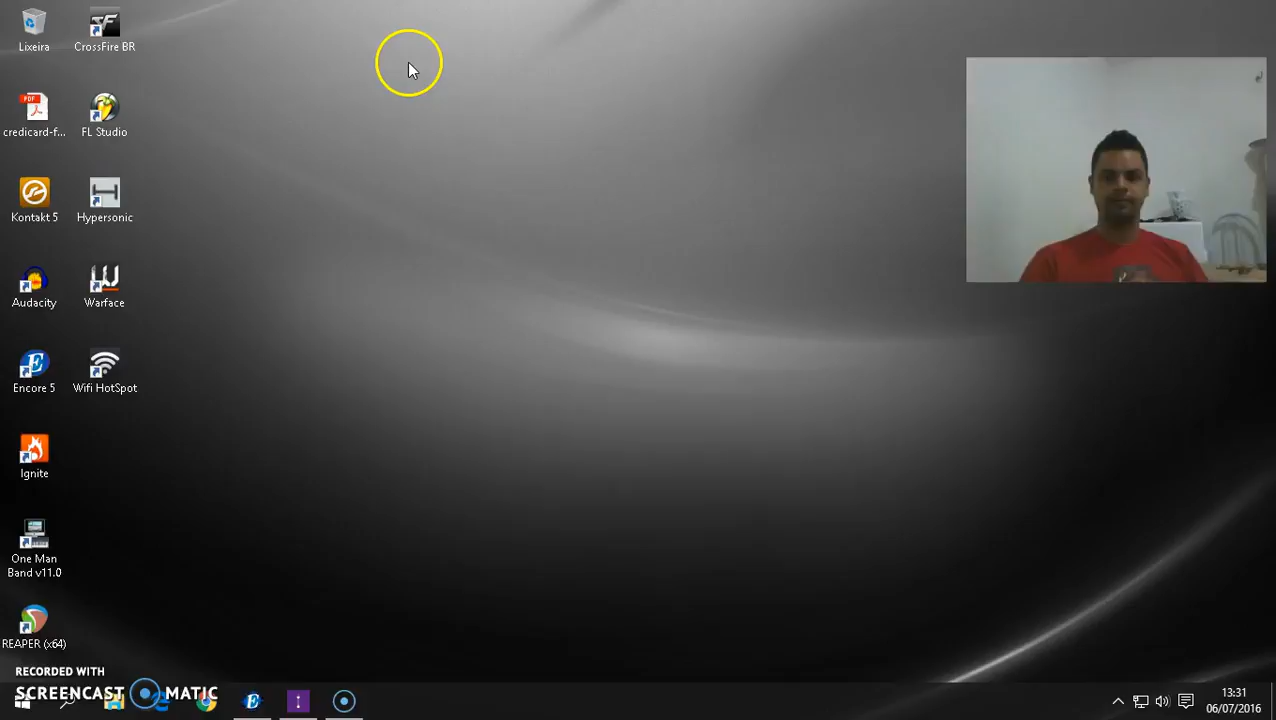 Lixeira
CrossFire BR
credicard-f...
FL Studio
Kontakt 5
Hypersonic
Audacity
Warface
Encore 5
Wifi HotSpot
Ignite
One Man
Band v11.0
REAPER (x64)
RECORDED WITH
SCREENCAST MATIC
13:31
06/07/2016